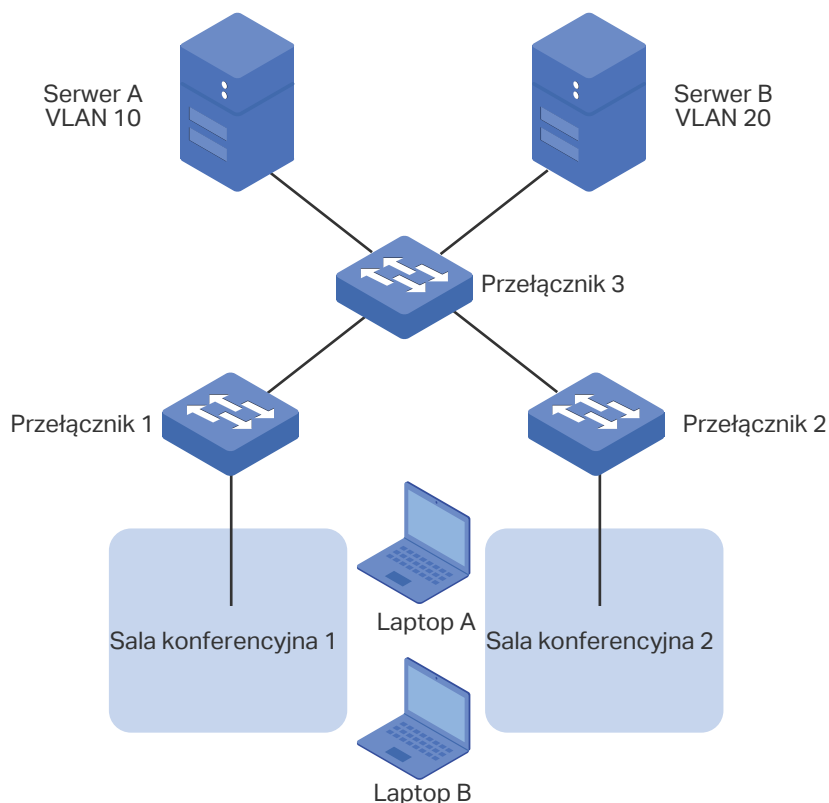 Serwer A
VLAN 10
Serwer B
VLAN 20
Przełącznik 3
Przełącznik 1
Przełącznik 2
Laptop A
Sala konferencyjna 1
Sala konferencyjna 2
Laptop B